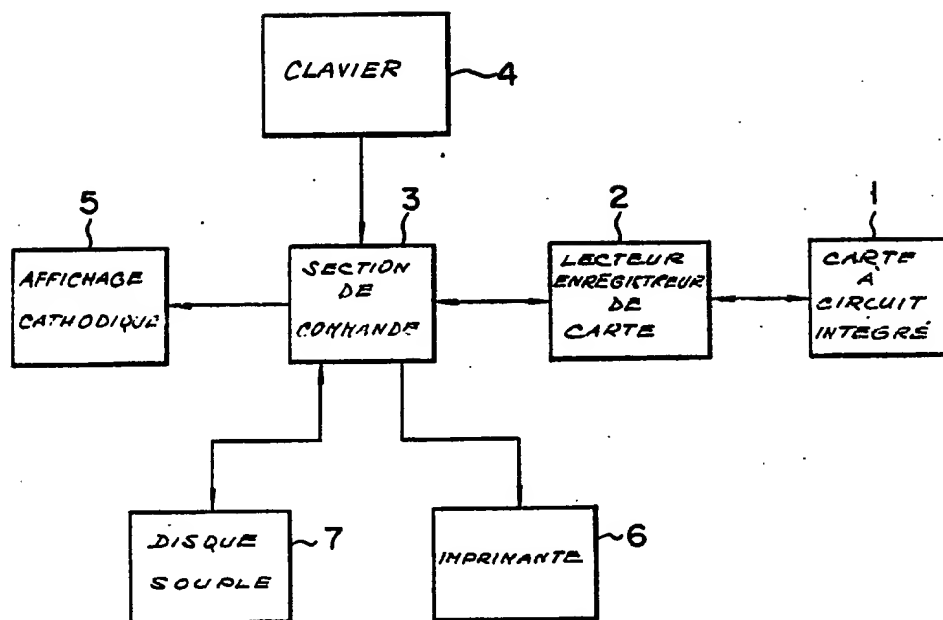 CLAVIER
4
5
3
2
1
AFFICHAGE
CATHODIQUE
SECTION
DE
COMMANDE
LECTEUR
ENREGISTREUR
DE
CARTE
CARTE
À
CIRCUIT
INTEGRÉ
DISQUE
SOUPLE
7
IMPRIMANTE
6